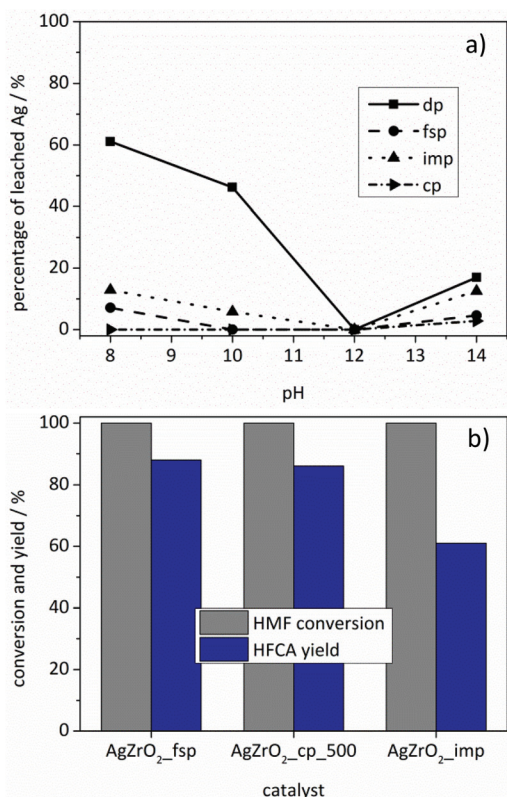 a)
100
80
60
40
20
0
percentage of leached Ag / %
dp
fsp
imp
cp
8 9 10 11 12 13 14
pH
b)
100
80
60
40
20
0
conversion and yield / %
HMF conversion
HFCA yield
AgZrO₂_fsp AgZrO₂_cp_500 AgZrO₂_imp
catalyst